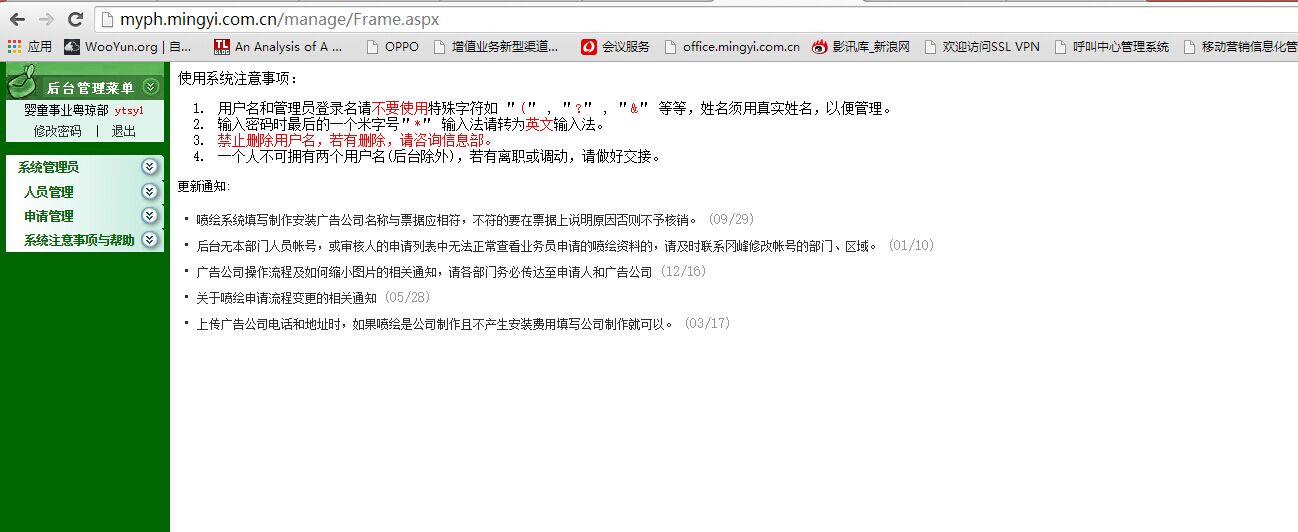 myph.mingyi.com.cn/manage/Frame.aspx
应用 WooYun.org | 自... An Analysis of A ... OPPO 增值业务新型渠道... 会议服务 office.mingyi.com.cn 影讯库_新浪网 欢迎访问SSL VPN 呼叫中心管理系统 移动营销信息化管
后台管理菜单
婴童事业粤琼部 ytsyl
修改密码 | 退出
系统管理员
人员管理
申请管理
系统注意事项与帮助
使用系统注意事项：
1. 用户名和管理员登录名请不要使用特殊字符如 "(" , "?" , "&" 等等，姓名须用真实姓名，以便管理。
2. 输入密码时最后的一个米字号"*" 输入法请转为英文输入法。
3. 禁止删除用户名，若有删除，请咨询信息部。
4. 一个人不可拥有两个用户名(后台除外)，若有离职或调动，请做好交接。
更新通知:
• 喷绘系统填写制作安装广告公司名称与票据应相符，不符的要在票据上说明原因否则不予核销。 (09/29)
• 后台无本部门人员帐号，或审核人的申请列表中无法正常查看业务员申请的喷绘资料的，请及时联系冈峰修改帐号的部门、区域。 (01/10)
• 广告公司操作流程及如何缩小图片的相关通知，请各部门务必传达至申请人和广告公司 (12/16)
• 关于喷绘申请流程变更的相关通知 (05/28)
• 上传广告公司电话和地址时，如果喷绘是公司制作且不产生安装费用填写公司制作就可以。 (03/17)